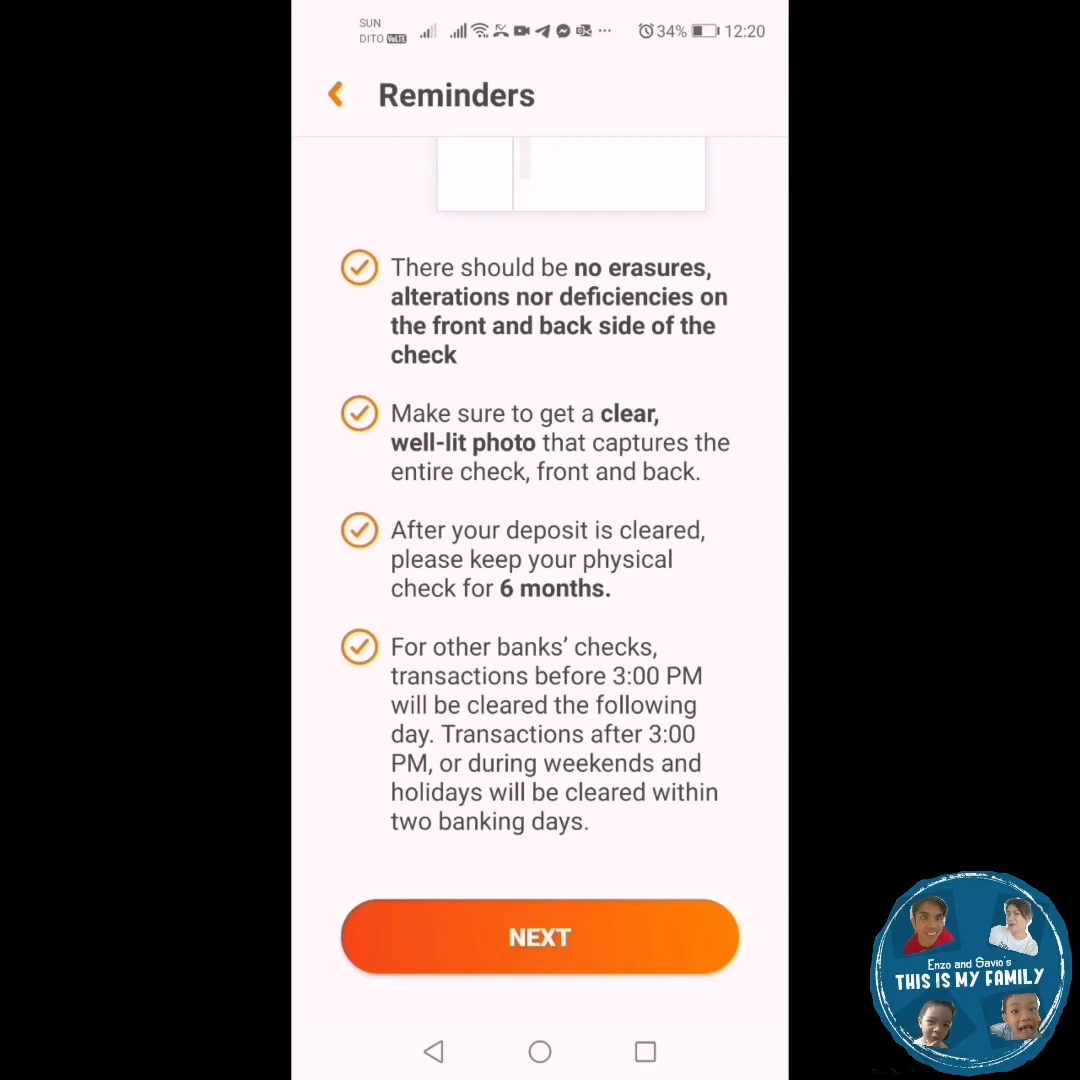 SUN
DITO VoLTE
34% 12:20
Reminders
There should be no erasures,
alterations nor deficiencies on
the front and back side of the
check
Make sure to get a clear,
well-lit photo that captures the
entire check, front and back.
After your deposit is cleared,
please keep your physical
check for 6 months.
For other banks’ checks,
transactions before 3:00 PM
will be cleared the following
day. Transactions after 3:00
PM, or during weekends and
holidays will be cleared within
two banking days.
NEXT
Enzo and Savio's
THIS IS MY FAMILY